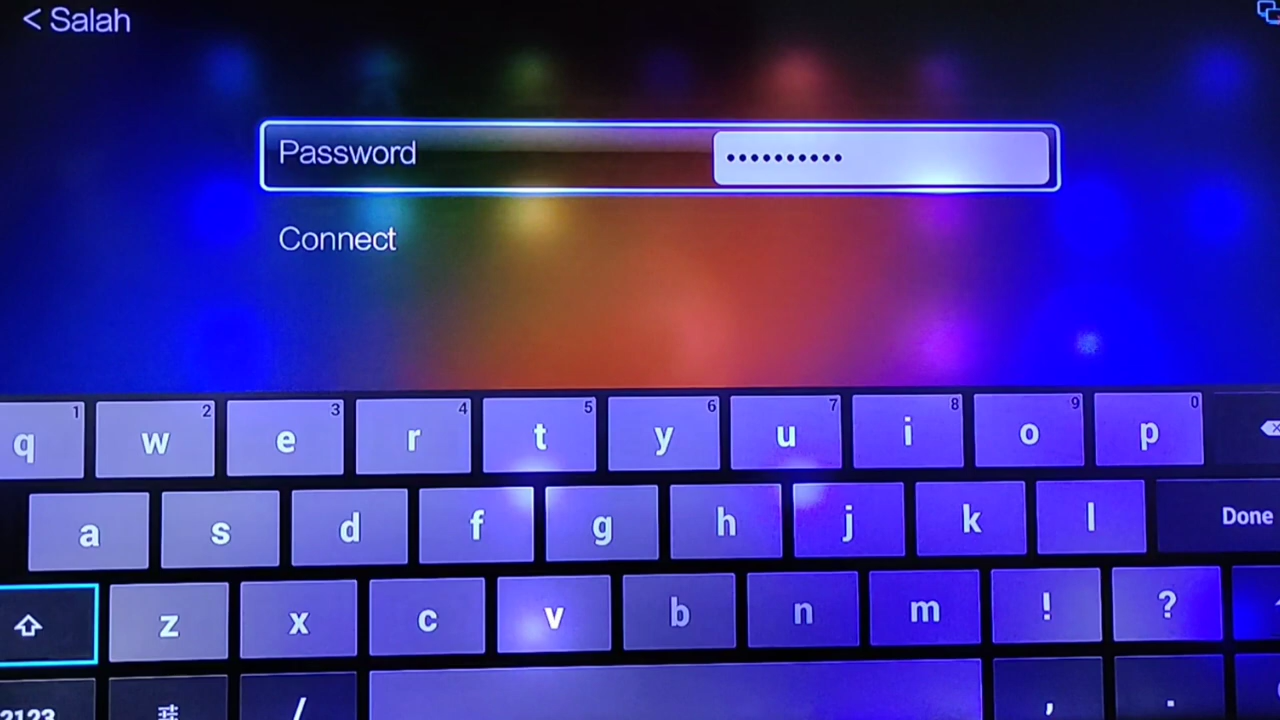 < Salah
Password ••••••••••
Connect
q 1 w 2 e 3 r 4 t 5 y 6 u 7 i 8 o 9 p 0
a s d f g h j k l Done
z x c v b n m ! ?
?123 / , .